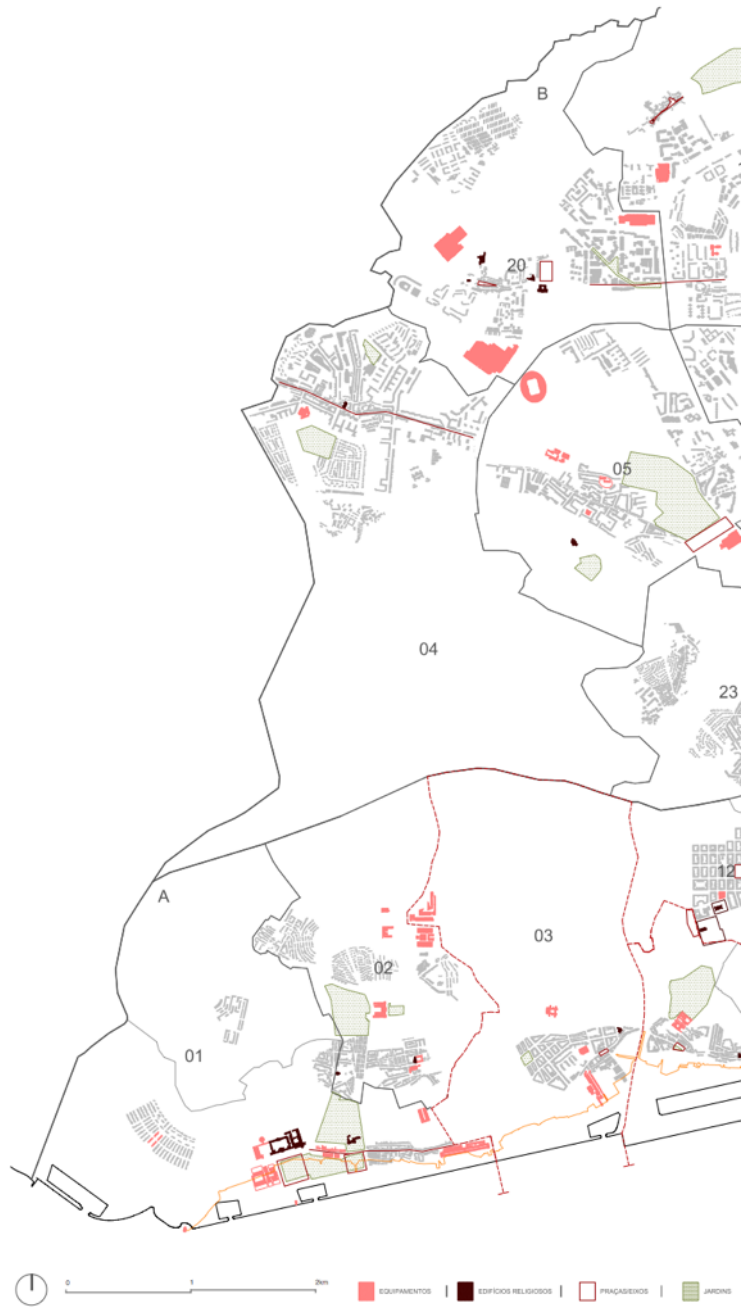 B
20
05
04
23
12
A
03
02
01
0 1 2km
EQUIPAMENTOS | EDIFÍCIOS RELIGIOSOS | PRAÇAS/EIXOS | JARDINS